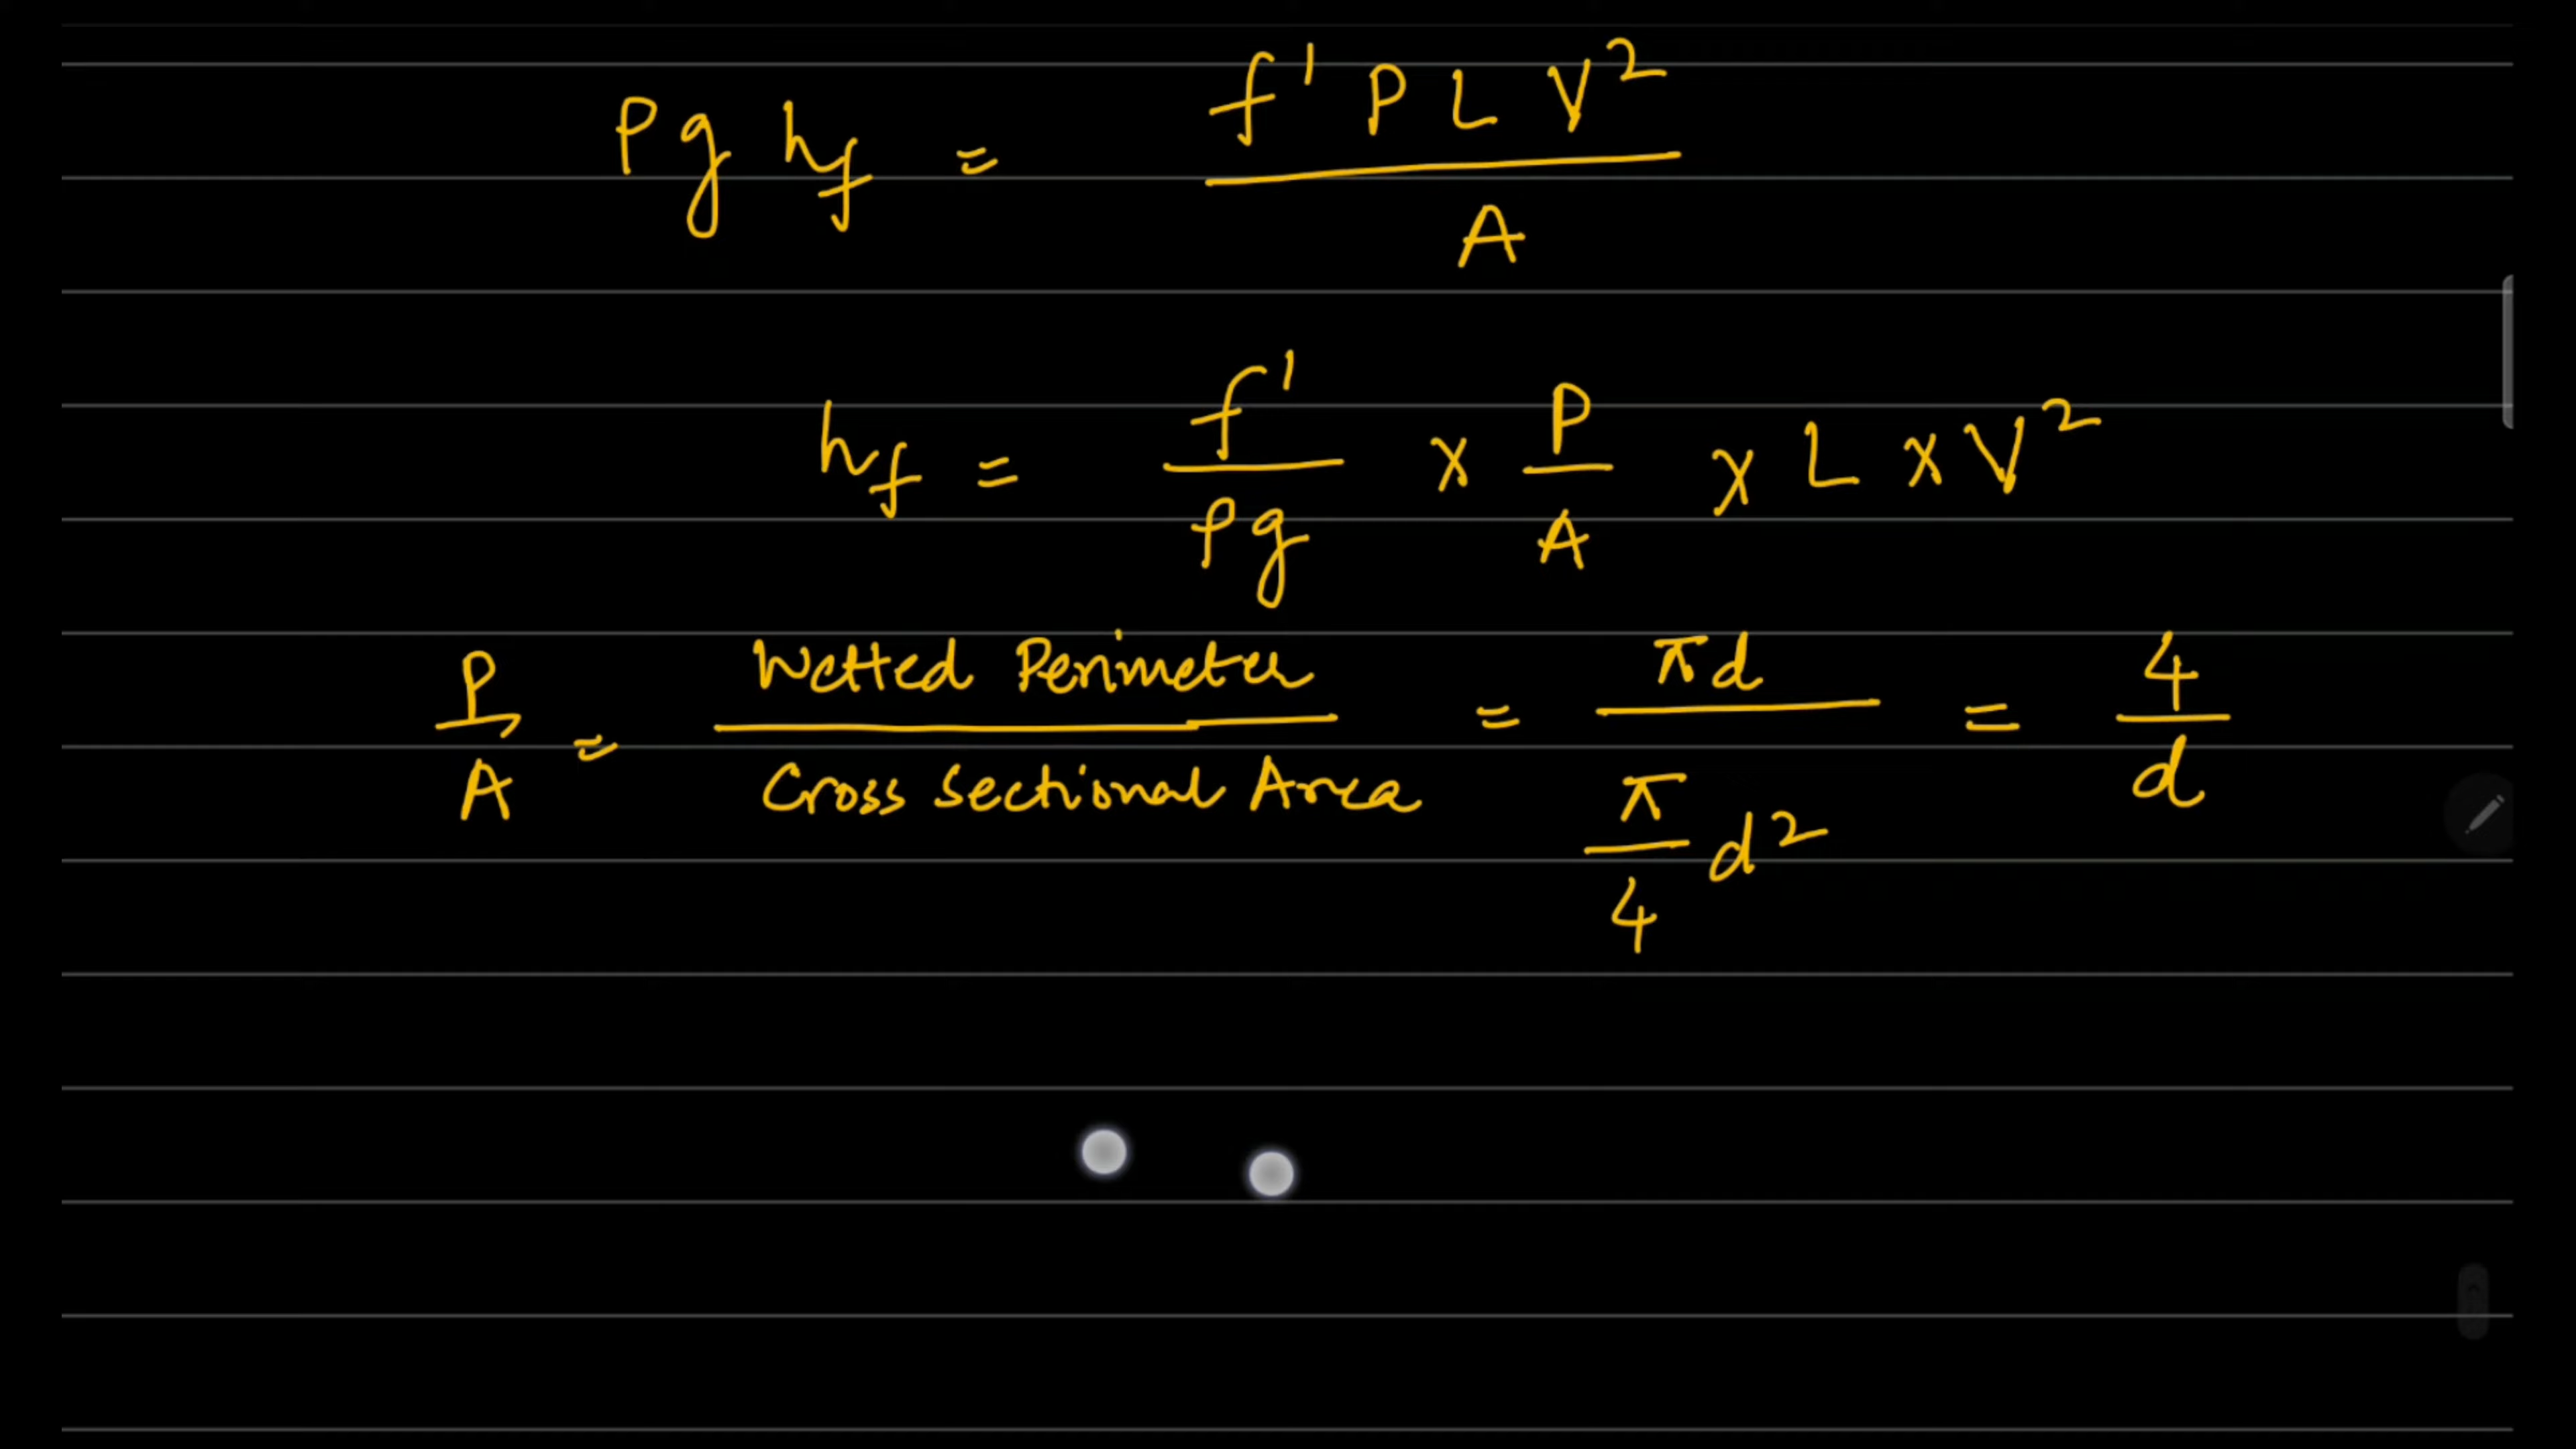 ρg h_f = f' P L V² / A
h_f = f' / ρg × P / A × L × V²
P / A = Wetted Perimeter / Cross Sectional Area = πd / (π/4 d²) = 4 / d